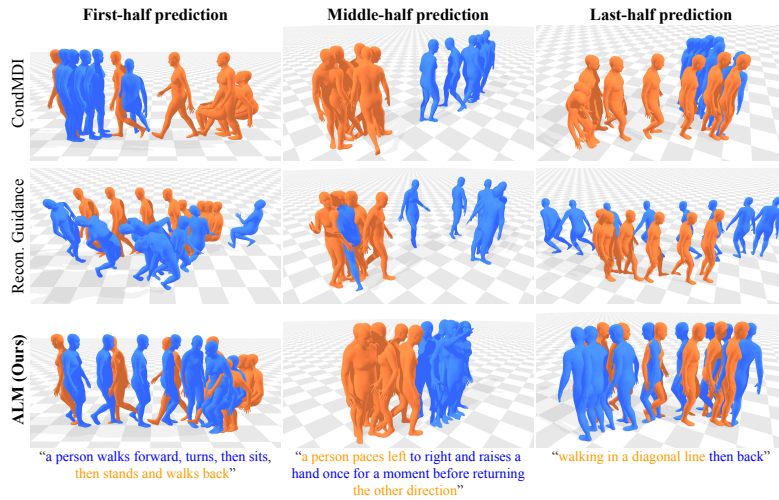 First-half prediction
Middle-half prediction
Last-half prediction
CondMDI
Recon. Guidance
ALM (Ours)
“a person walks forward, turns, then sits,
then stands and walks back”
“a person paces left to right and raises a
hand once for a moment before returning
the other direction”
“walking in a diagonal line then back”